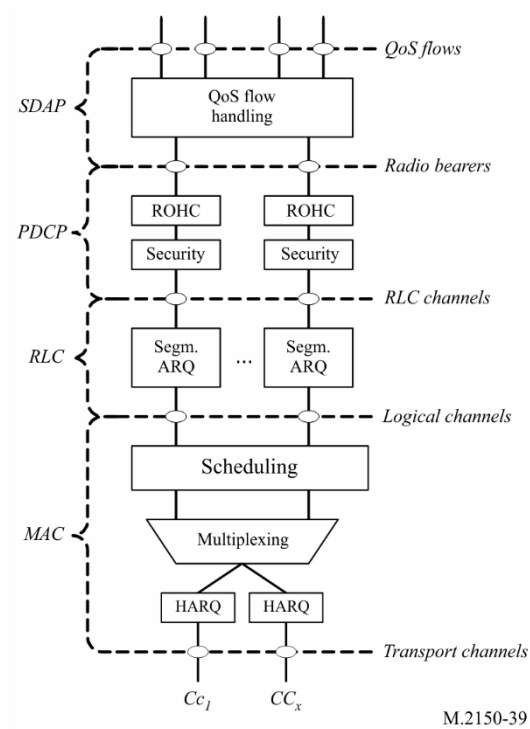 QoS flows
QoS flow
handling
SDAP
Radio bearers
ROHC ROHC
PDCP
Security Security
RLC channels
Segm. ... Segm.
ARQ ARQ
RLC
Logical channels
Scheduling
MAC
Multiplexing
HARQ HARQ
Transport channels
Cc1 CCx
M.2150-39